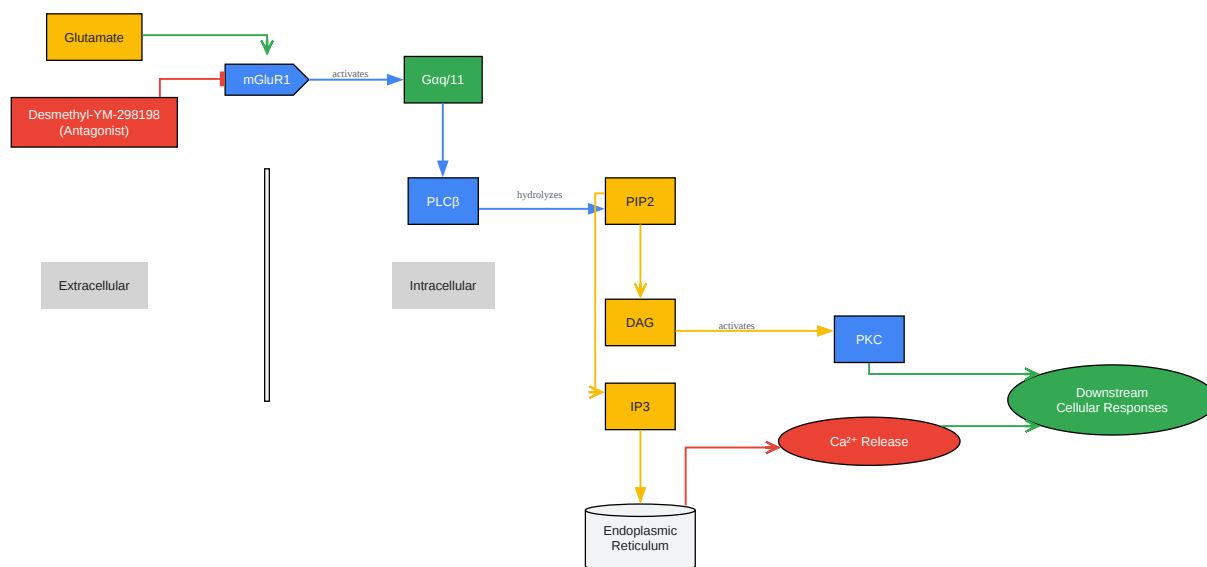 Glutamate
mGluR1
activates
Gαq/11
Desmethyl-YM-298198
(Antagonist)
PLCβ
hydrolyzes
PIP2
Extracellular
Intracellular
DAG
activates
PKC
IP3
Downstream
Cellular Responses
Ca²⁺ Release
Endoplasmic
Reticulum